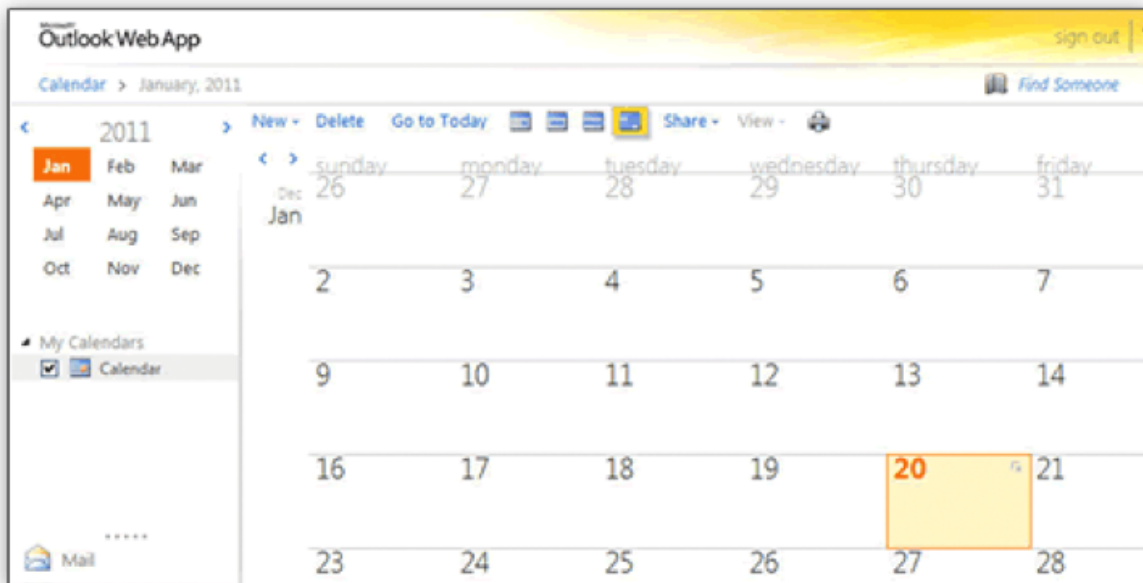 Microsoft
Outlook Web App
sign out
Calendar > January, 2011
Find Someone
2011
Jan Feb Mar
Apr May Jun
Jul Aug Sep
Oct Nov Dec
My Calendars
Calendar
Mail
New Delete Go to Today Share View
sunday monday tuesday wednesday thursday friday
Dec 26 27 28 29 30 31
Jan
2 3 4 5 6 7
9 10 11 12 13 14
16 17 18 19 20 21
23 24 25 26 27 28